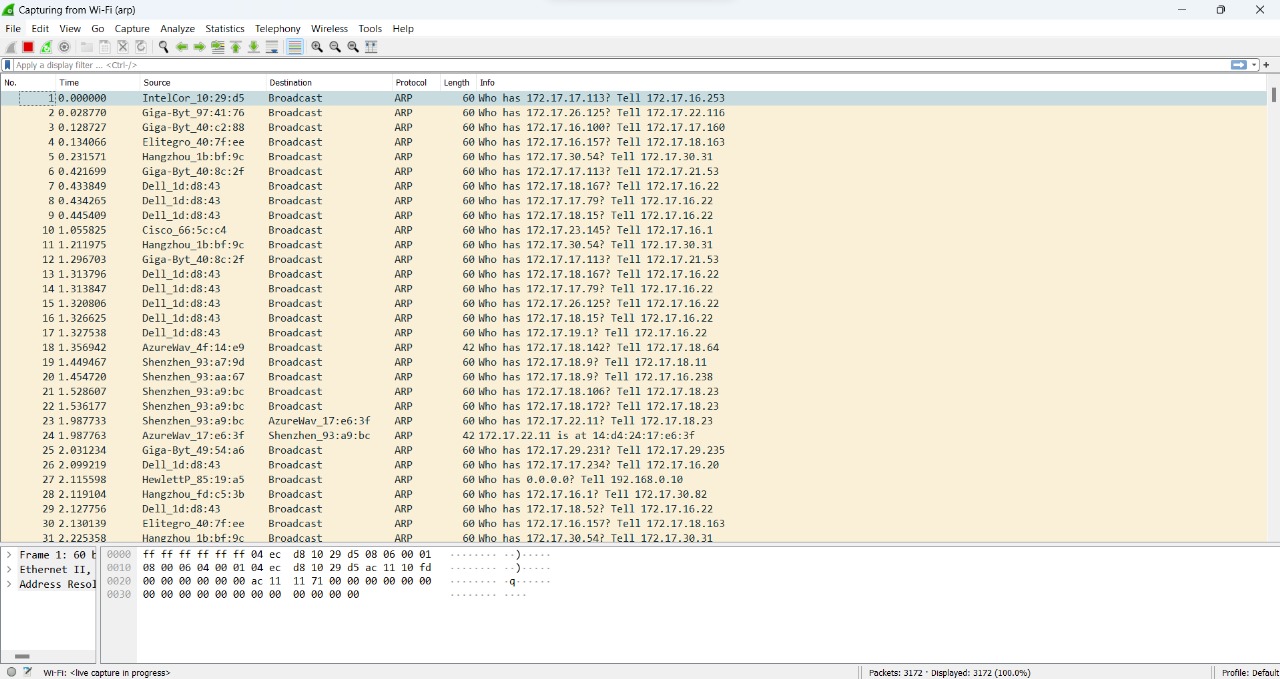 Capturing from Wi-Fi (arp)
File Edit View Go Capture Analyze Statistics Telephony Wireless Tools Help
Apply a display filter ... <Ctrl-/>
No. Time Source Destination Protocol Length Info
1 0.000000 IntelCor_10:29:d5 Broadcast ARP 60 Who has 172.17.17.113? Tell 172.17.16.253
2 0.028770 Giga-Byt_97:41:76 Broadcast ARP 60 Who has 172.17.26.125? Tell 172.17.22.116
3 0.128727 Giga-Byt_40:c2:88 Broadcast ARP 60 Who has 172.17.16.100? Tell 172.17.17.160
4 0.134066 Elitegro_40:7f:ee Broadcast ARP 60 Who has 172.17.16.157? Tell 172.17.18.163
5 0.231571 Hangzhou_1b:bf:9c Broadcast ARP 60 Who has 172.17.30.54? Tell 172.17.30.31
6 0.421699 Giga-Byt_40:8c:2f Broadcast ARP 60 Who has 172.17.17.113? Tell 172.17.21.53
7 0.433849 Dell_1d:d8:43 Broadcast ARP 60 Who has 172.17.18.167? Tell 172.17.16.22
8 0.434265 Dell_1d:d8:43 Broadcast ARP 60 Who has 172.17.17.79? Tell 172.17.16.22
9 0.445409 Dell_1d:d8:43 Broadcast ARP 60 Who has 172.17.18.15? Tell 172.17.16.22
10 1.055825 Cisco_66:5c:c4 Broadcast ARP 60 Who has 172.17.23.145? Tell 172.17.16.1
11 1.211975 Hangzhou_1b:bf:9c Broadcast ARP 60 Who has 172.17.30.54? Tell 172.17.30.31
12 1.296703 Giga-Byt_40:8c:2f Broadcast ARP 60 Who has 172.17.17.113? Tell 172.17.21.53
13 1.313796 Dell_1d:d8:43 Broadcast ARP 60 Who has 172.17.18.167? Tell 172.17.16.22
14 1.313847 Dell_1d:d8:43 Broadcast ARP 60 Who has 172.17.17.79? Tell 172.17.16.22
15 1.320806 Dell_1d:d8:43 Broadcast ARP 60 Who has 172.17.26.125? Tell 172.17.16.22
16 1.326625 Dell_1d:d8:43 Broadcast ARP 60 Who has 172.17.18.15? Tell 172.17.16.22
17 1.327538 Dell_1d:d8:43 Broadcast ARP 60 Who has 172.17.19.1? Tell 172.17.16.22
18 1.356942 AzureWav_4f:14:e9 Broadcast ARP 42 Who has 172.17.18.142? Tell 172.17.18.64
19 1.449467 Shenzhen_93:a7:9d Broadcast ARP 60 Who has 172.17.18.9? Tell 172.17.18.11
20 1.454720 Shenzhen_93:aa:67 Broadcast ARP 60 Who has 172.17.18.9? Tell 172.17.16.238
21 1.528607 Shenzhen_93:a9:bc Broadcast ARP 60 Who has 172.17.18.106? Tell 172.17.18.23
22 1.536177 Shenzhen_93:a9:bc Broadcast ARP 60 Who has 172.17.18.172? Tell 172.17.18.23
23 1.987733 Shenzhen_93:a9:bc AzureWav_17:e6:3f ARP 60 Who has 172.17.22.11? Tell 172.17.18.23
24 1.987763 AzureWav_17:e6:3f Shenzhen_93:a9:bc ARP 42 172.17.22.11 is at 14:d4:24:17:e6:3f
25 2.031234 Giga-Byt_49:54:a6 Broadcast ARP 60 Who has 172.17.29.231? Tell 172.17.29.235
26 2.099219 Dell_1d:d8:43 Broadcast ARP 60 Who has 172.17.17.234? Tell 172.17.16.20
27 2.115598 HewlettP_85:19:a5 Broadcast ARP 60 Who has 0.0.0.0? Tell 192.168.0.10
28 2.119104 Hangzhou_fd:c5:3b Broadcast ARP 60 Who has 172.17.16.1? Tell 172.17.30.82
29 2.127756 Dell_1d:d8:43 Broadcast ARP 60 Who has 172.17.18.52? Tell 172.17.16.22
30 2.130139 Elitegro_40:7f:ee Broadcast ARP 60 Who has 172.17.16.157? Tell 172.17.18.163
31 2.225358 Hangzhou_1b:bf:9c Broadcast ARP 60 Who has 172.17.30.54? Tell 172.17.30.31
Frame 1: 60 b
Ethernet II,
Address Resol
0000 ff ff ff ff ff ff 04 ec d8 10 29 d5 08 06 00 01 ········ ··)·····
0010 08 00 06 04 00 01 04 ec d8 10 29 d5 ac 11 10 fd ········ ··)·····
0020 00 00 00 00 00 00 ac 11 11 71 00 00 00 00 00 00 ········ ·q······
0030 00 00 00 00 00 00 00 00 00 00 00 00 ········ ····
Wi-Fi: <live capture in progress>
Packets: 3172 · Displayed: 3172 (100.0%)
Profile: Default